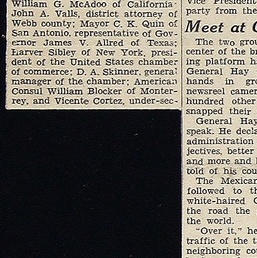 William G. McAdoo of California
John A. Valls, district attorney of
Webb county; Mayor C. K. Quin of
San Antonio, representative of Gov-
ernor James V. Allred of Texas;
Harver Sibley of New York, presi-
dent of the United States chamber
of commerce; D. A. Skinner, general
manager of the chamber; American
Consul William Blocker of Monter-
rey, and Vicente Cortez, under-sec-
Vice President
party from the
Meet at C
The two grou
center of the br
ing platform ha
General Hay
hands in gr
newsreel camer
hundred other
snapped their
General Hay
speak. He decla
administration
jectives, better
and more and b
told of his cou
The Mexican
followed to th
white-haired G
the road the
the world.
"Over it," he
traffic of the t
neighboring co